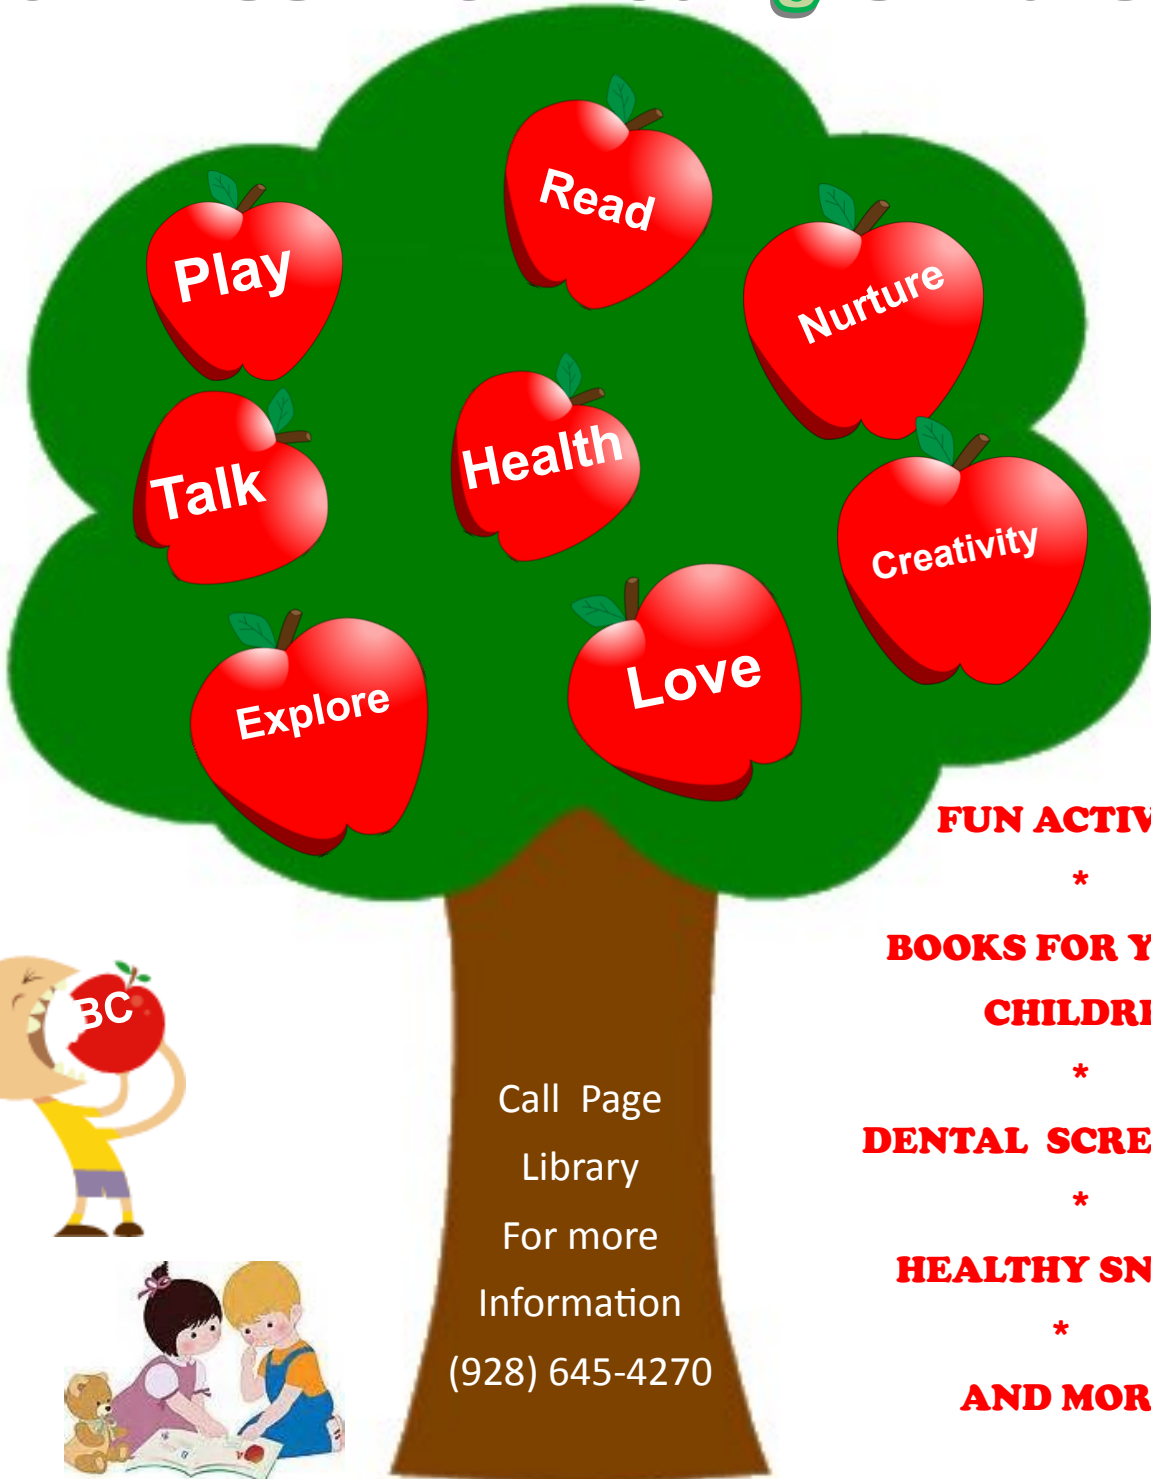 Read
Play
Nurture
Health
Talk
Creativity
Love
Explore
FUN ACTIV
*
BOOKS FOR Y
CHILDR
*
DENTAL  SCRE
*
HEALTHY SN
*
AND MOR
BC
Call  Page
Library
For more
Information
(928) 645-4270